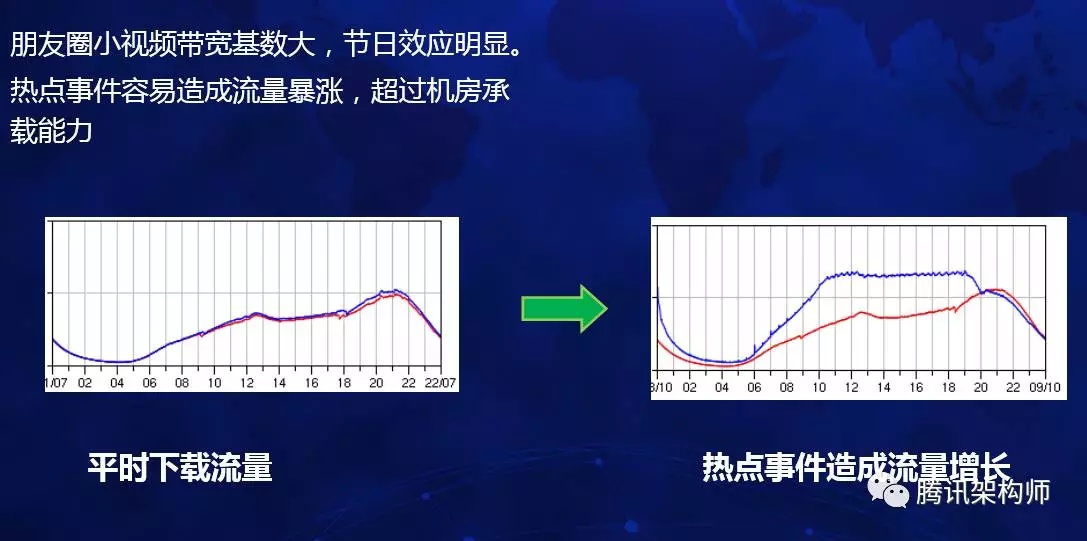 朋友圈小视频带宽基数大，节日效应明显。
热点事件容易造成流量暴涨，超过机房承
载能力
1/07 02 04 06 08 10 12 14 16 18 20 22 22/07
3/10 02 04 06 08 10 12 14 16 18 20 22 09/10
平时下载流量
热点事件造成流量增长
腾讯架构师